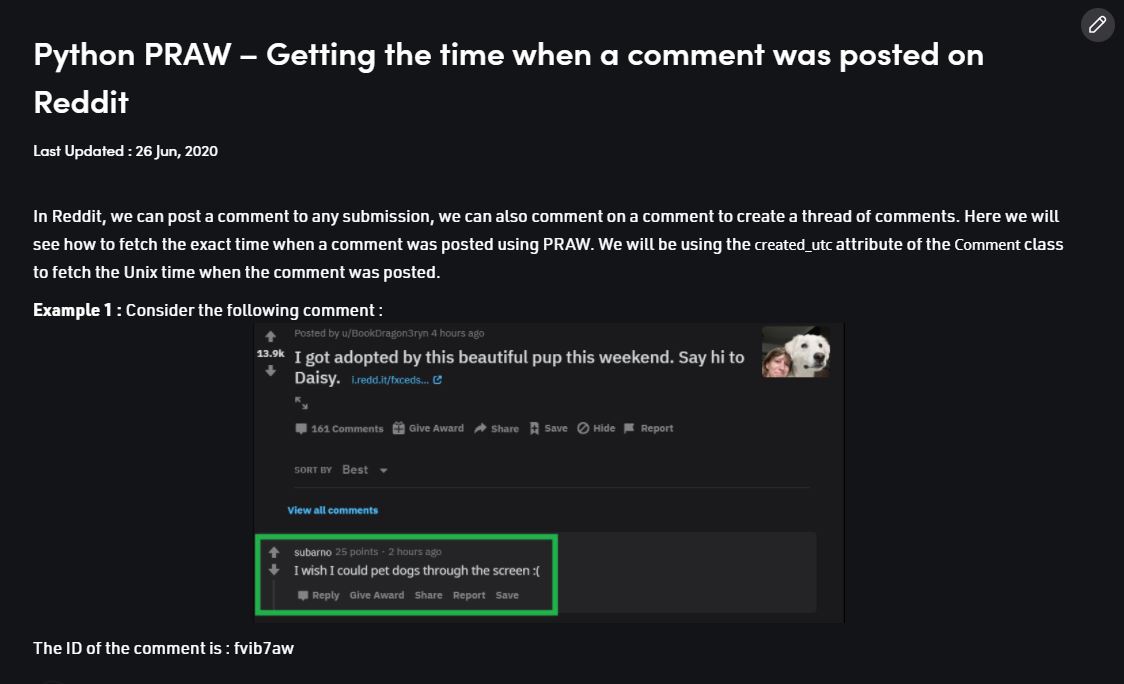 Python PRAW – Getting the time when a comment was posted on
Reddit
Last Updated : 26 Jun, 2020
In Reddit, we can post a comment to any submission, we can also comment on a comment to create a thread of comments. Here we will
see how to fetch the exact time when a comment was posted using PRAW. We will be using the created_utc attribute of the Comment class
to fetch the Unix time when the comment was posted.
Example 1 : Consider the following comment :
Posted by u/BookDragon3ryn 4 hours ago
13.9k
I got adopted by this beautiful pup this weekend. Say hi to
Daisy. i.redd.it/fxceds...
161 Comments Give Award Share Save Hide Report
SORT BY Best
View all comments
subarno 25 points · 2 hours ago
I wish I could pet dogs through the screen :(
Reply Give Award Share Report Save
The ID of the comment is : fvib7aw